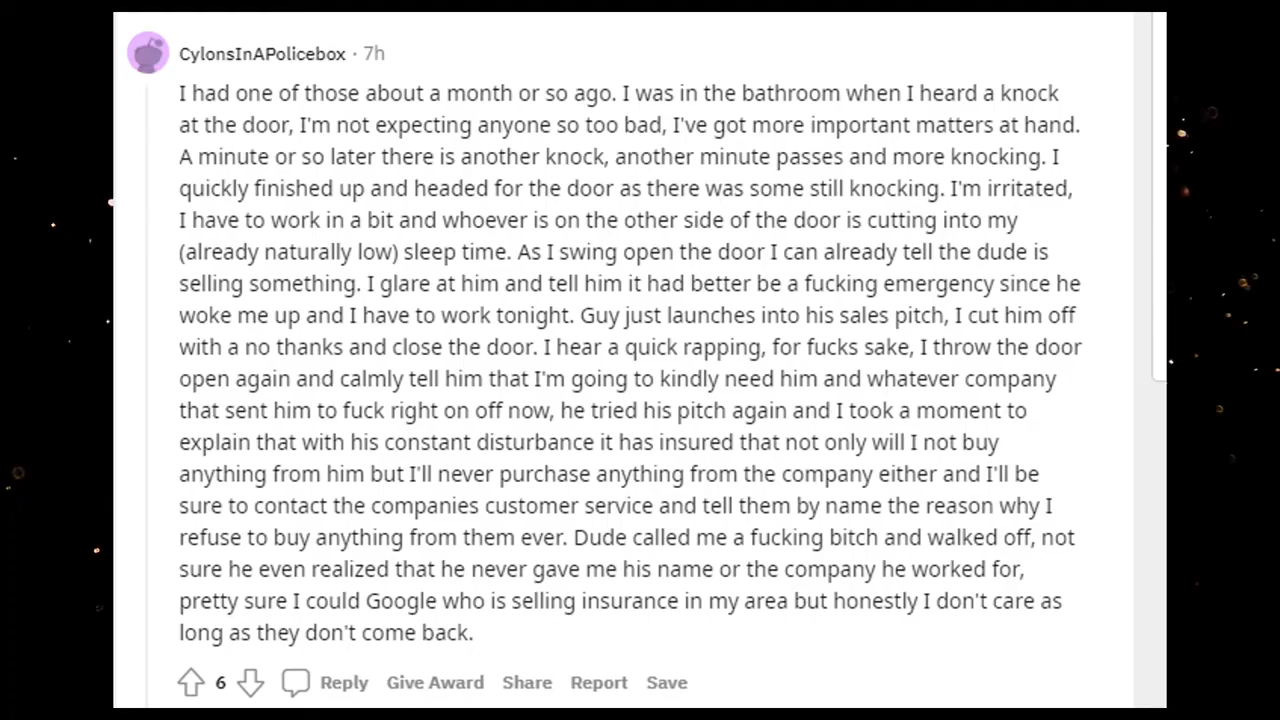 CylonsInAPolicebox · 7h
I had one of those about a month or so ago. I was in the bathroom when I heard a knock
at the door, I'm not expecting anyone so too bad, I've got more important matters at hand.
A minute or so later there is another knock, another minute passes and more knocking. I
quickly finished up and headed for the door as there was some still knocking. I'm irritated,
I have to work in a bit and whoever is on the other side of the door is cutting into my
(already naturally low) sleep time. As I swing open the door I can already tell the dude is
selling something. I glare at him and tell him it had better be a fucking emergency since he
woke me up and I have to work tonight. Guy just launches into his sales pitch, I cut him off
with a no thanks and close the door. I hear a quick rapping, for fucks sake, I throw the door
open again and calmly tell him that I'm going to kindly need him and whatever company
that sent him to fuck right on off now, he tried his pitch again and I took a moment to
explain that with his constant disturbance it has insured that not only will I not buy
anything from him but I'll never purchase anything from the company either and I'll be
sure to contact the companies customer service and tell them by name the reason why I
refuse to buy anything from them ever. Dude called me a fucking bitch and walked off, not
sure he even realized that he never gave me his name or the company he worked for,
pretty sure I could Google who is selling insurance in my area but honestly I don't care as
long as they don't come back.
6 Reply Give Award Share Report Save